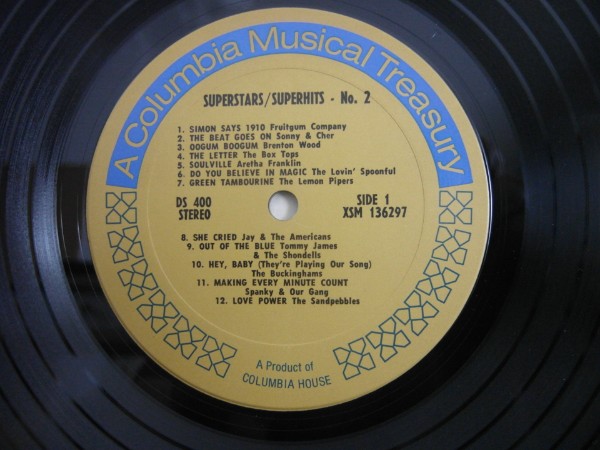 A Columbia Musical Treasury
SUPERSTARS/SUPERHITS - No. 2
1. SIMON SAYS 1910 Fruitgum Company
2. THE BEAT GOES ON Sonny & Cher
3. OOGUM BOOGUM Brenton Wood
4. THE LETTER The Box Tops
5. SOULVILLE Aretha Franklin
6. DO YOU BELIEVE IN MAGIC The Lovin' Spoonful
7. GREEN TAMBOURINE The Lemon Pipers
DS 400
STEREO
SIDE 1
XSM 136297
8. SHE CRIED Jay & The Americans
9. OUT OF THE BLUE Tommy James
& The Shondells
10. HEY, BABY (They're Playing Our Song)
The Buckinghams
11. MAKING EVERY MINUTE COUNT
Spanky & Our Gang
12. LOVE POWER The Sandpebbles
A Product of
COLUMBIA HOUSE